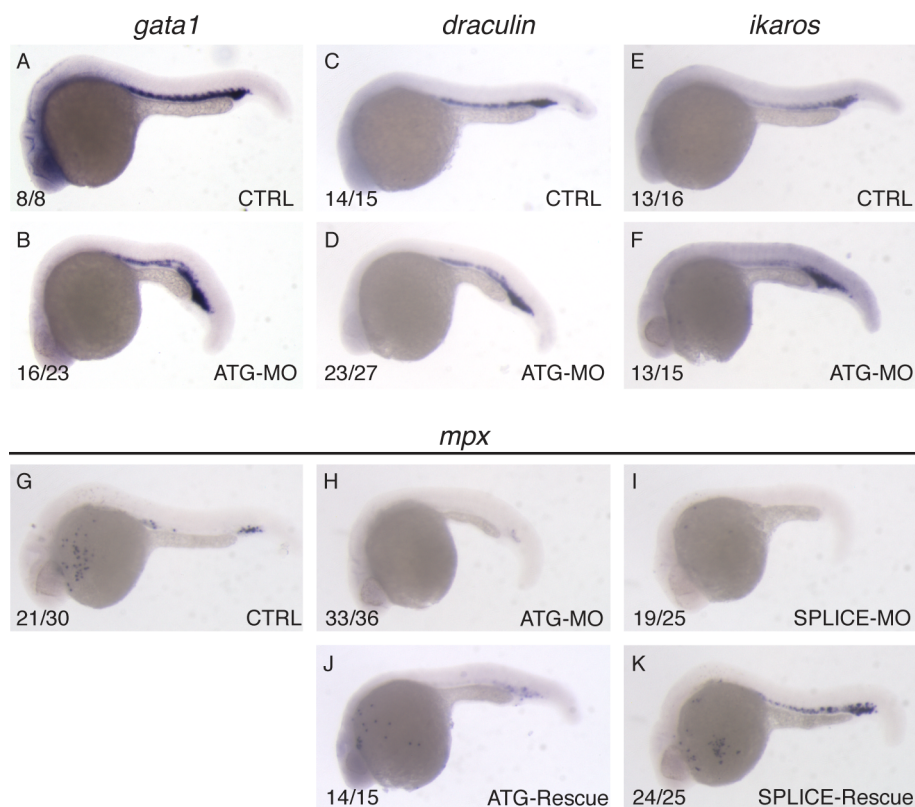 gata1 draculin ikaros
A C E
8/8 CTRL 14/15 CTRL 13/16 CTRL
B D F
16/23 ATG-MO 23/27 ATG-MO 13/15 ATG-MO
mpx
G H I
21/30 CTRL 33/36 ATG-MO 19/25 SPLICE-MO
J K
14/15 ATG-Rescue 24/25 SPLICE-Rescue